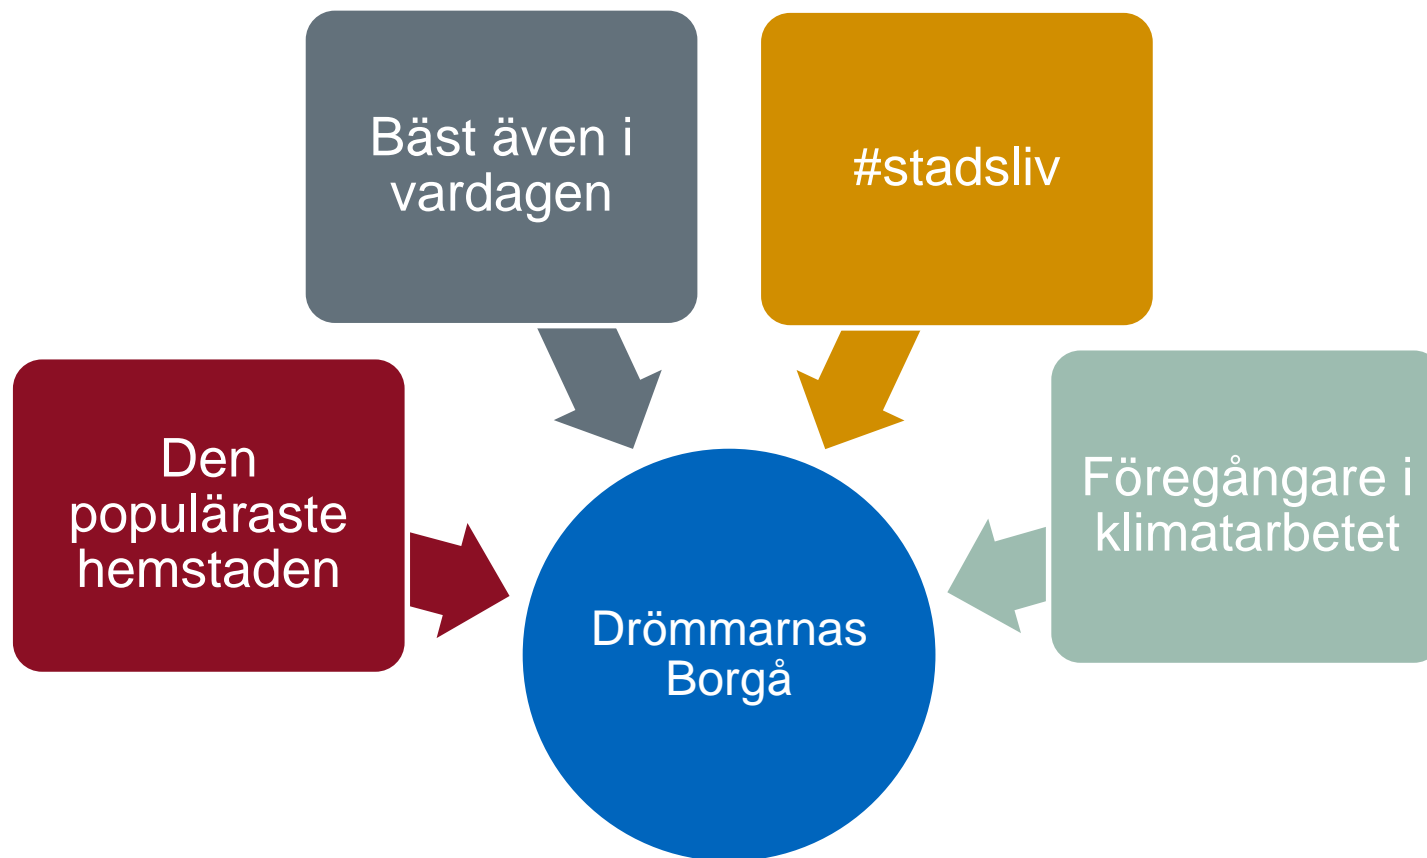 Bäst även i
vardagen
#stadsliv
Den
populäraste
hemstaden
Föregångare i
klimatarbetet
Drömmarnas
Borgå